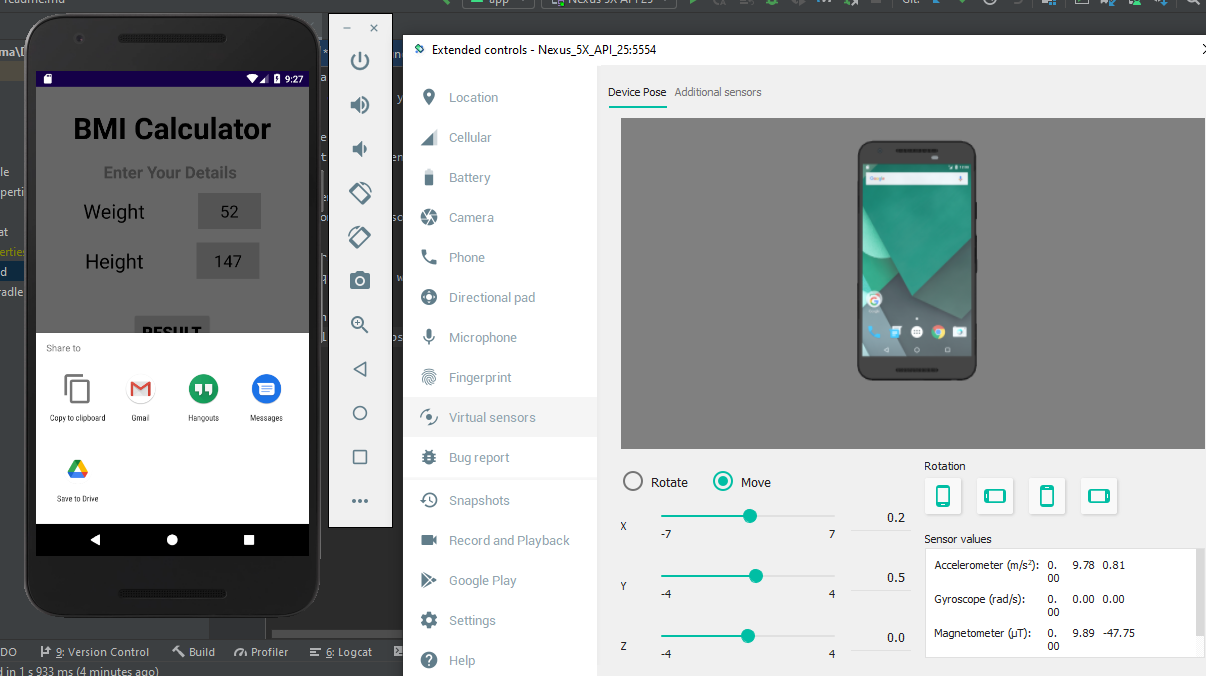 readme.md
app
Nexus 5X API 25
Git:
9:27
BMI Calculator
Enter Your Details
Weight
52
Height
147
RESULT
Share to
Copy to clipboard
Gmail
Hangouts
Messages
Save to Drive
Extended controls - Nexus_5X_API_25:5554
Location
Cellular
Battery
Camera
Phone
Directional pad
Microphone
Fingerprint
Virtual sensors
Bug report
Snapshots
Record and Playback
Google Play
Settings
Help
Device Pose
Additional sensors
Google
Rotate
Move
X
-7
7
0.2
Y
-4
4
0.5
Z
-4
4
0.0
Rotation
Sensor values
Accelerometer (m/s²): 0.00 9.78 0.81
Gyroscope (rad/s): 0.00 0.00 0.00
Magnetometer (µT): 0.00 9.89 -47.75
9: Version Control
Build
Profiler
6: Logcat
d in 1 s 933 ms (4 minutes ago)